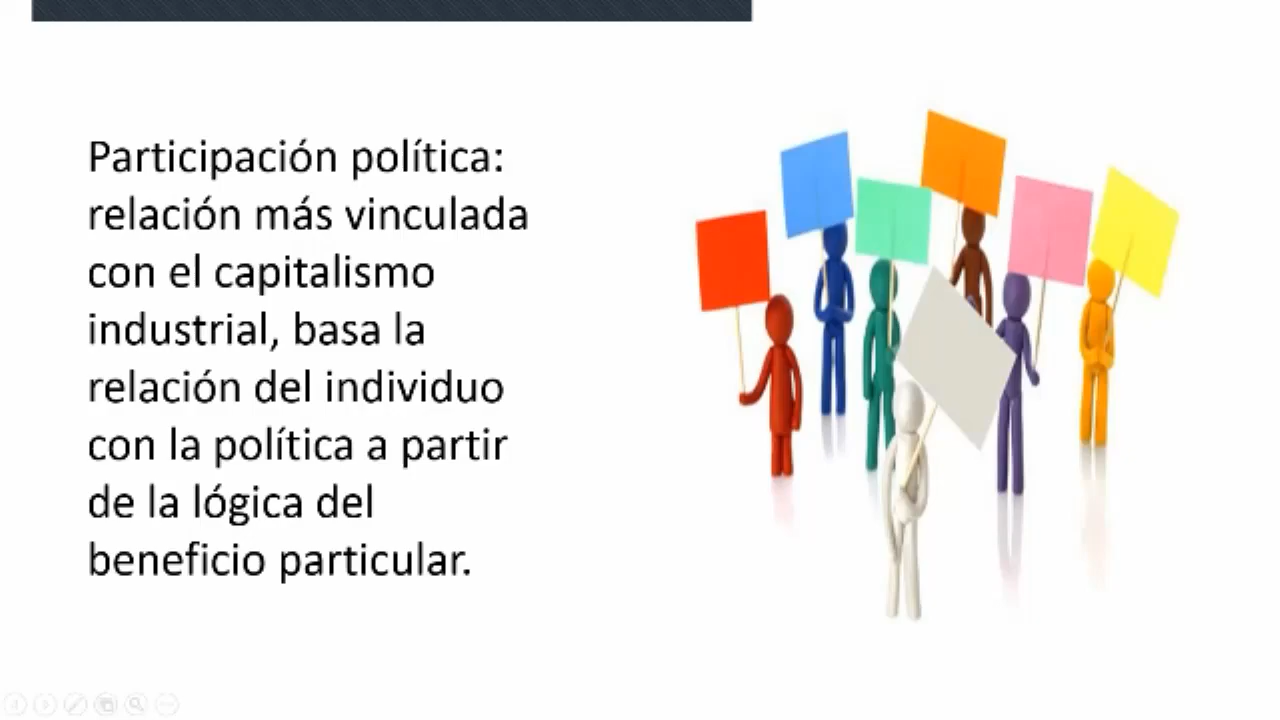 Participación política:
relación más vinculada
con el capitalismo
industrial, basa la
relación del individuo
con la política a partir
de la lógica del
beneficio particular.